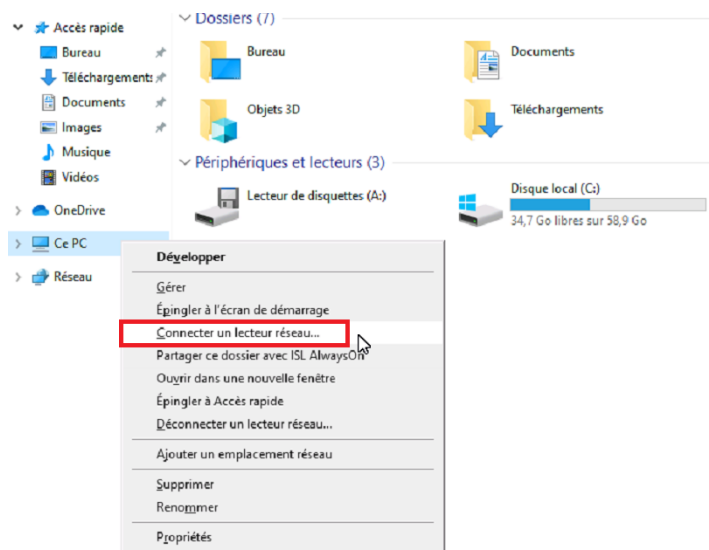 Accès rapide
Bureau
Téléchargements
Documents
Images
Musique
Vidéos
OneDrive
Ce PC
Réseau
Dossiers (7)
Bureau
Documents
Objets 3D
Téléchargements
Périphériques et lecteurs (3)
Lecteur de disquettes (A:)
Disque local (C:)
34,7 Go libres sur 58,9 Go
Développer
Gérer
Épingler à l'écran de démarrage
Connecter un lecteur réseau...
Partager ce dossier avec ISL AlwaysOn
Ouvrir dans une nouvelle fenêtre
Épingler à Accès rapide
Déconnecter un lecteur réseau...
Ajouter un emplacement réseau
Supprimer
Renommer
Propriétés